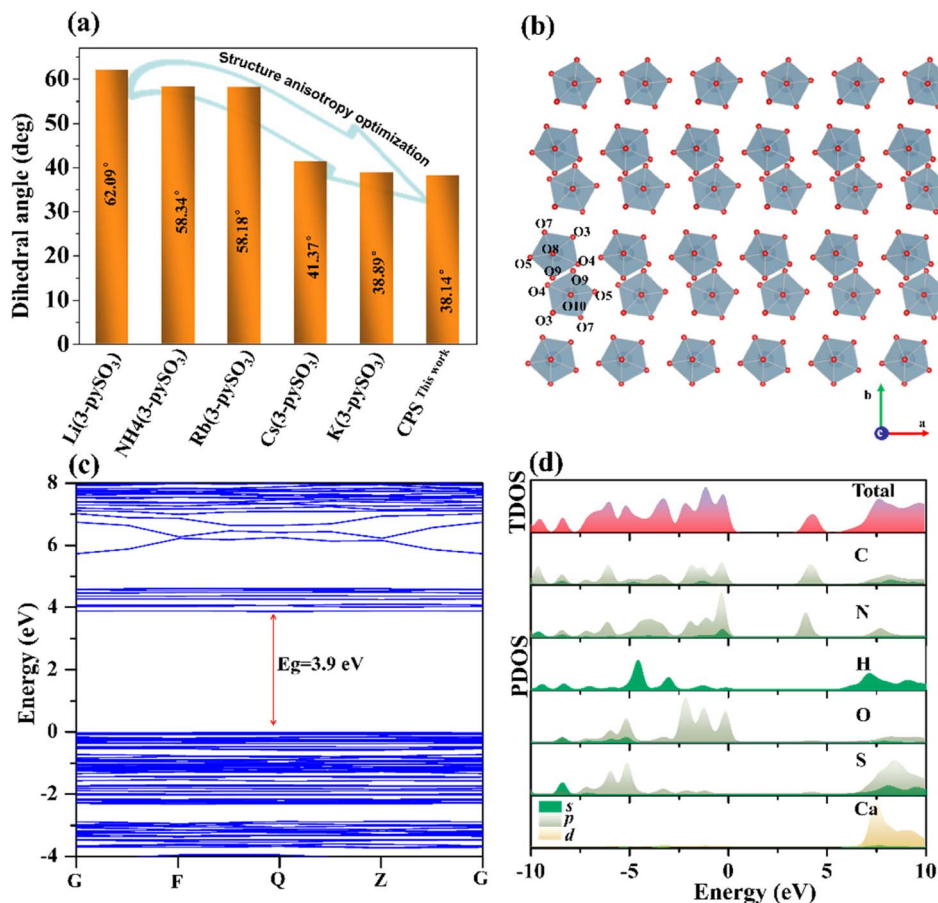 (a)
Dihedral angle (deg)
60
50
40
30
20
10
0
Structure anisotropy optimization
62.09°
58.34°
58.18°
41.37°
38.89°
38.14°
Li(3-pySO3)
NH4(3-pySO3)
Rb(3-pySO3)
Cs(3-pySO3)
K(3-pySO3)
CPS This work
(b)
O7
O3
O8
O5
O4
O9
O9
O4
O5
O10
O3
O7
b
c
a
(c)
Energy (eV)
8
6
4
2
0
-2
-4
Eg=3.9 eV
G
F
Q
Z
G
(d)
TDOS
PDOS
Total
C
N
H
O
S
Ca
s
p
d
-10
-5
0
5
10
Energy (eV)